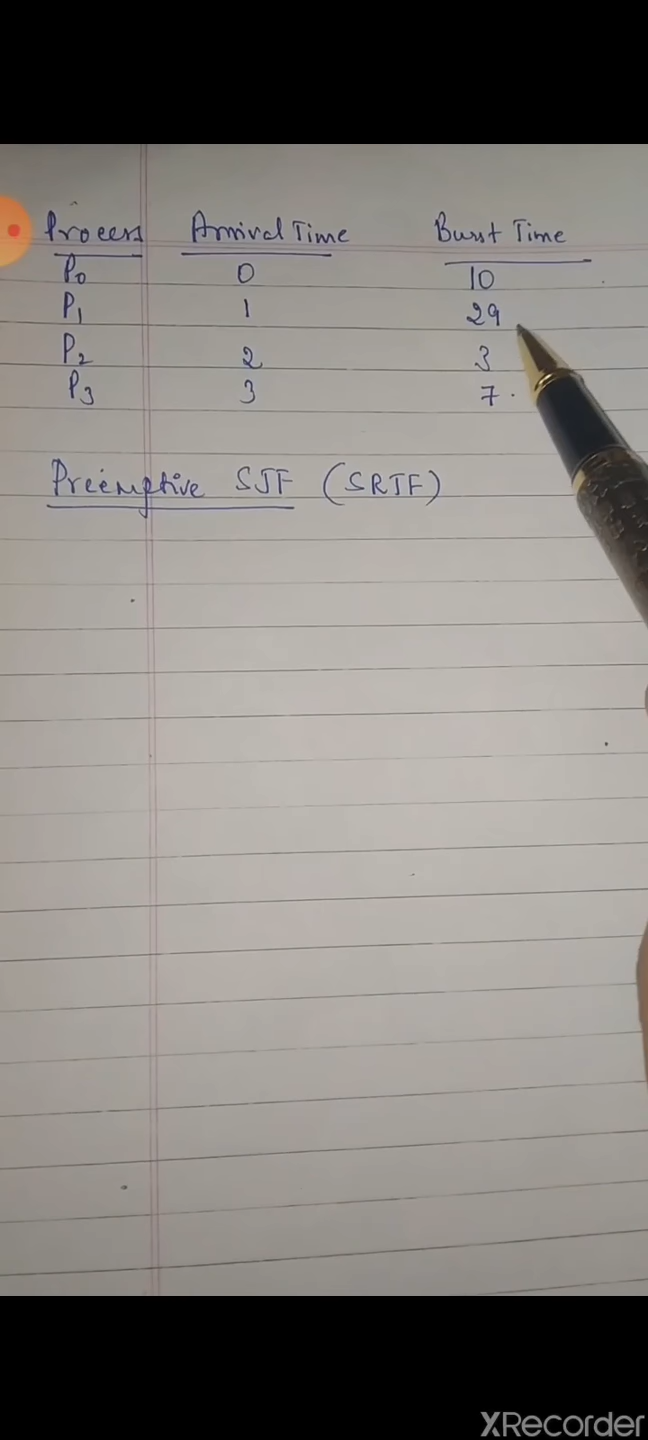 Process Arrival Time Burst Time
P0 0 10
P1 1 29
P2 2 3
P3 3 7
Preemptive SJF (SRTF)
XRecorder